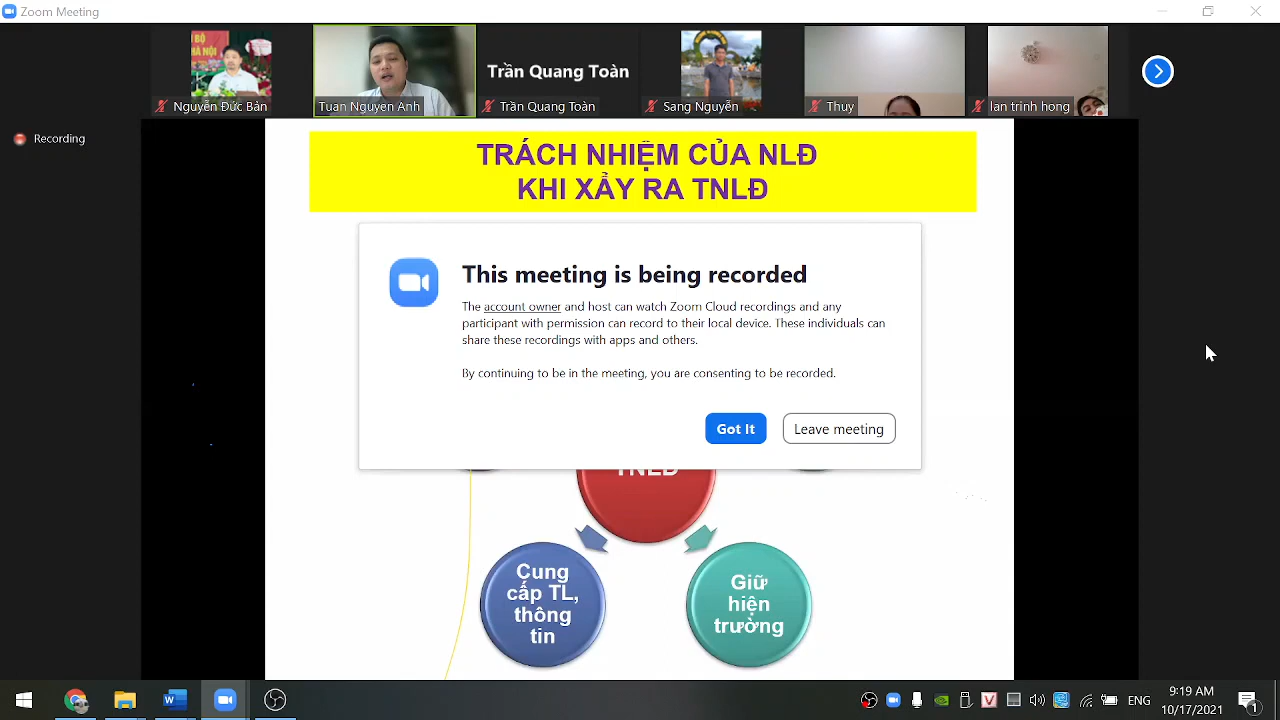 Zoom Meeting
BỘ
HÀ NỘI
Nguyễn Đức Bản
Tuan Nguyen Anh
Trần Quang Toàn
Trần Quang Toàn
Sang Nguyễn
Thuy
lan trinh hong
Recording
TRÁCH NHIỆM CỦA NLĐ
KHI XẢY RA TNLĐ
This meeting is being recorded
The account owner and host can watch Zoom Cloud recordings and any
participant with permission can record to their local device. These individuals can
share these recordings with apps and others.
By continuing to be in the meeting, you are consenting to be recorded.
Got It
Leave meeting
TNLĐ
Cung
cấp TL,
thông
tin
Giữ
hiện
trường
ENG
9:19 AM
10/17/2021
1